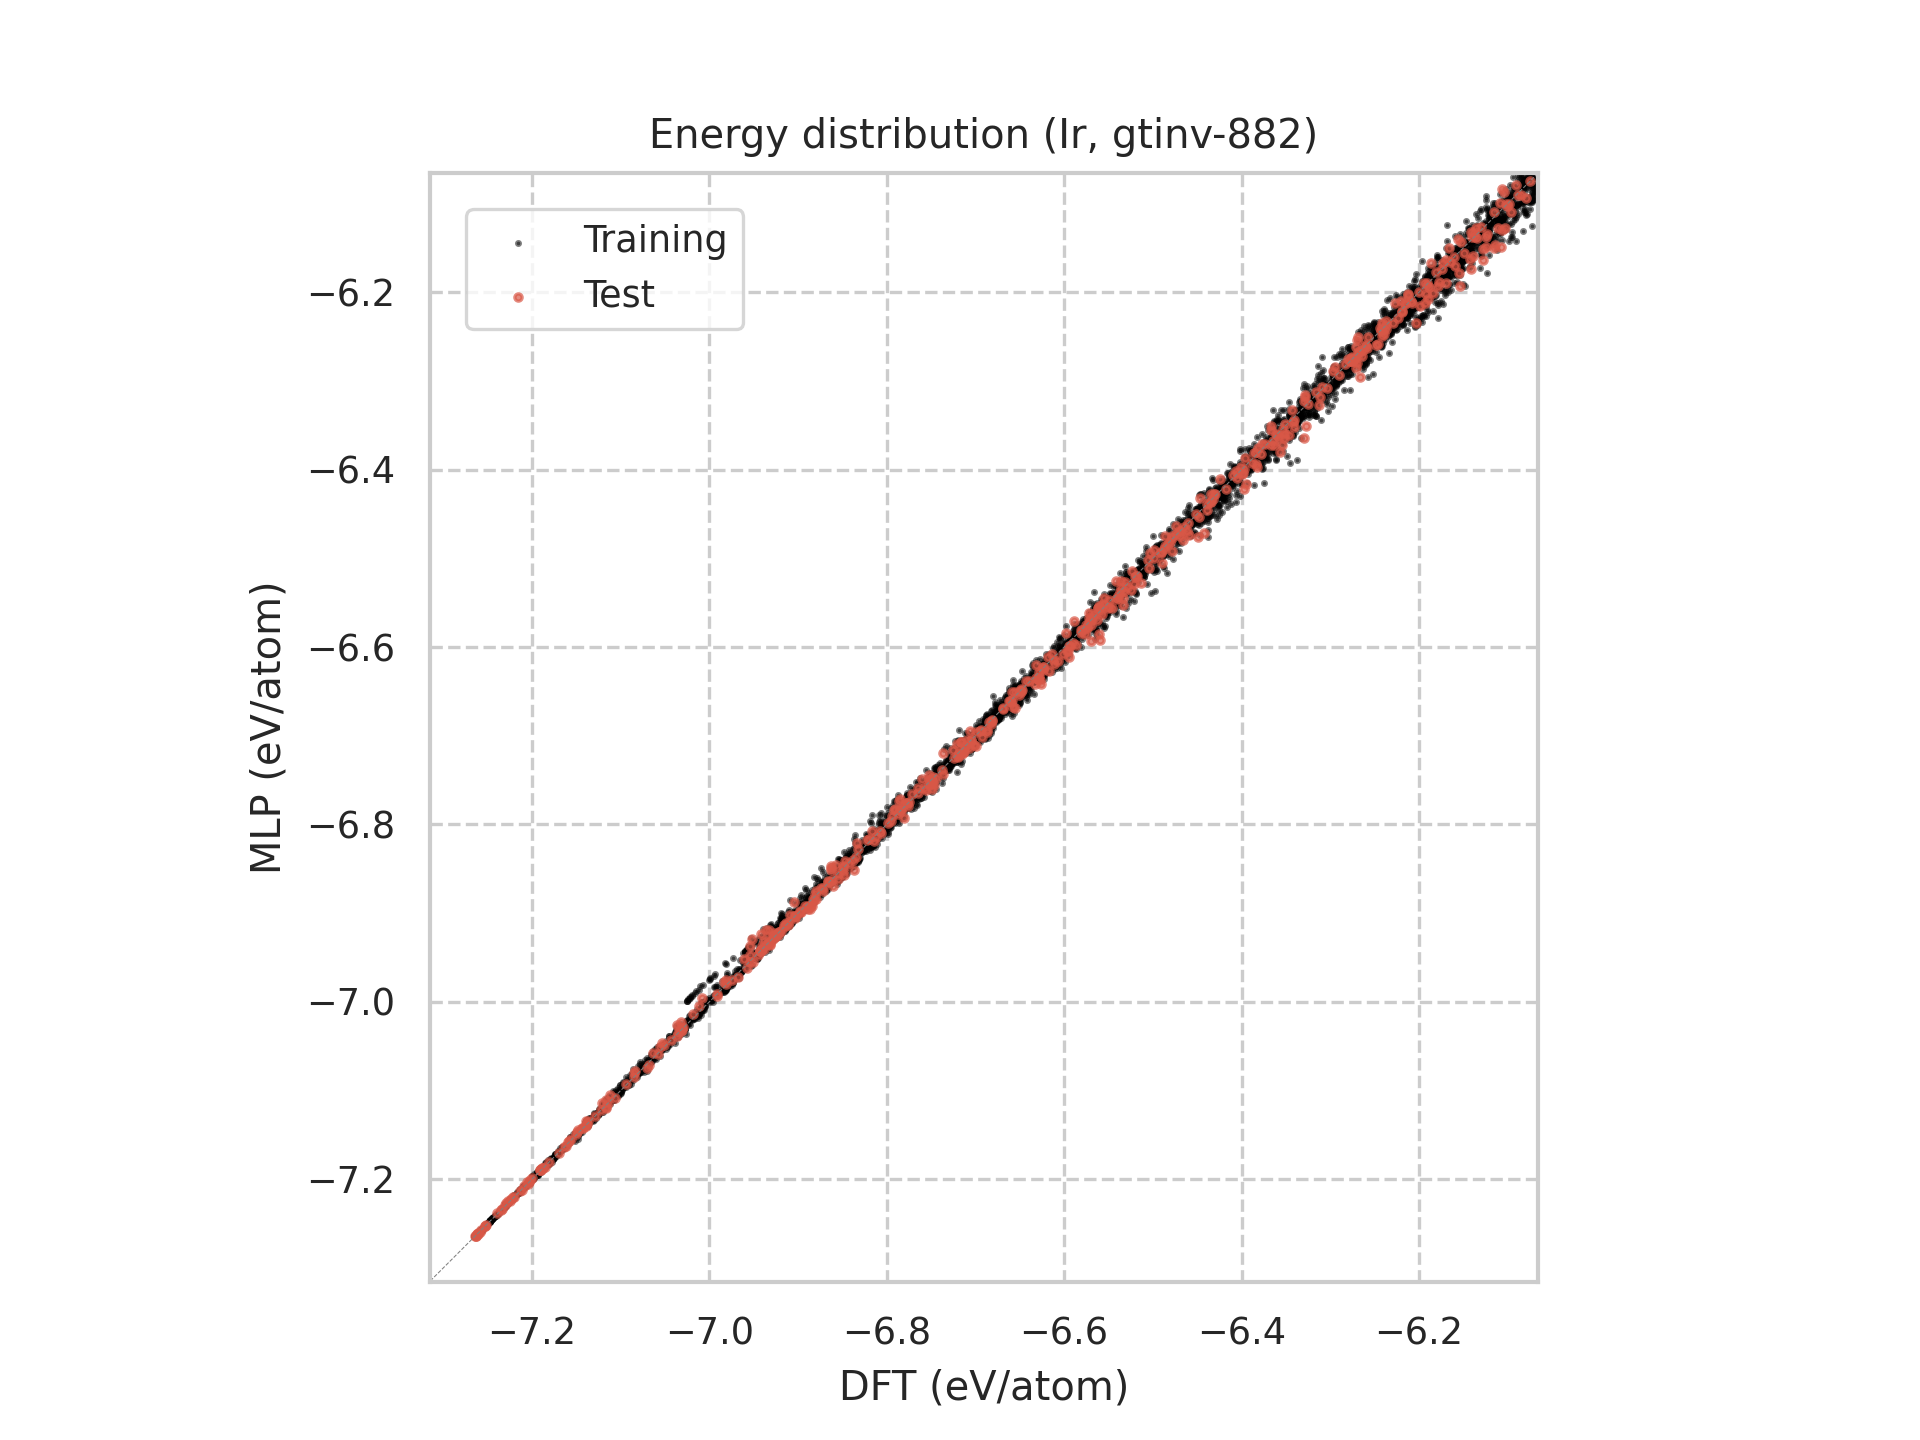 Energy distribution (Ir, gtinv-882)
Training
Test
MLP (eV/atom)
−6.2
−6.4
−6.6
−6.8
−7.0
−7.2
−7.2 −7.0 −6.8 −6.6 −6.4 −6.2
DFT (eV/atom)